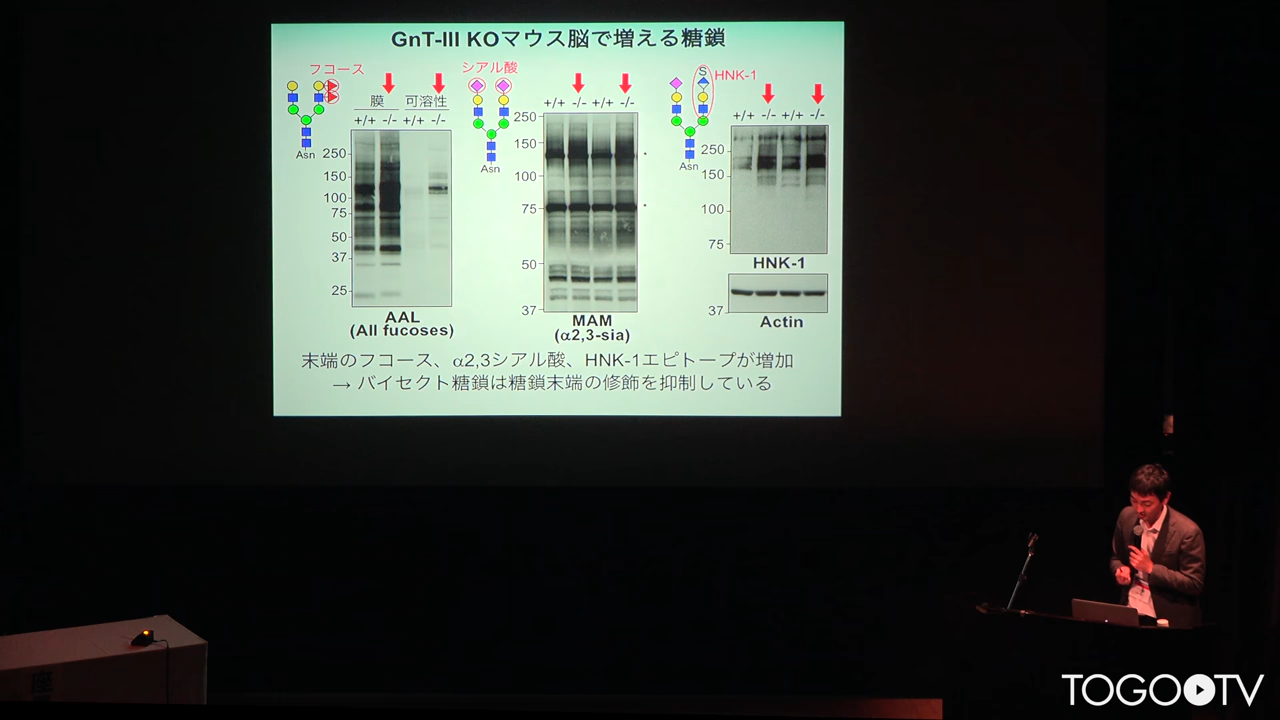 GnT-III KOマウス脳で増える糖鎖
フコース
膜 可溶性
+/+ -/- +/+ -/-
Asn
250
150
100
75
50
37
25
AAL
(All fucoses)
シアル酸
+/+ -/- +/+ -/-
Asn
250
150
100
75
50
37
*
*
MAM
(α2,3-sia)
S
HNK-1
+/+ -/- +/+ -/-
Asn
250
150
100
75
HNK-1
37
Actin
末端のフコース、α2,3シアル酸、HNK-1エピトープが増加
→ バイセクト糖鎖は糖鎖末端の修飾を抑制している
座
TOGOTV